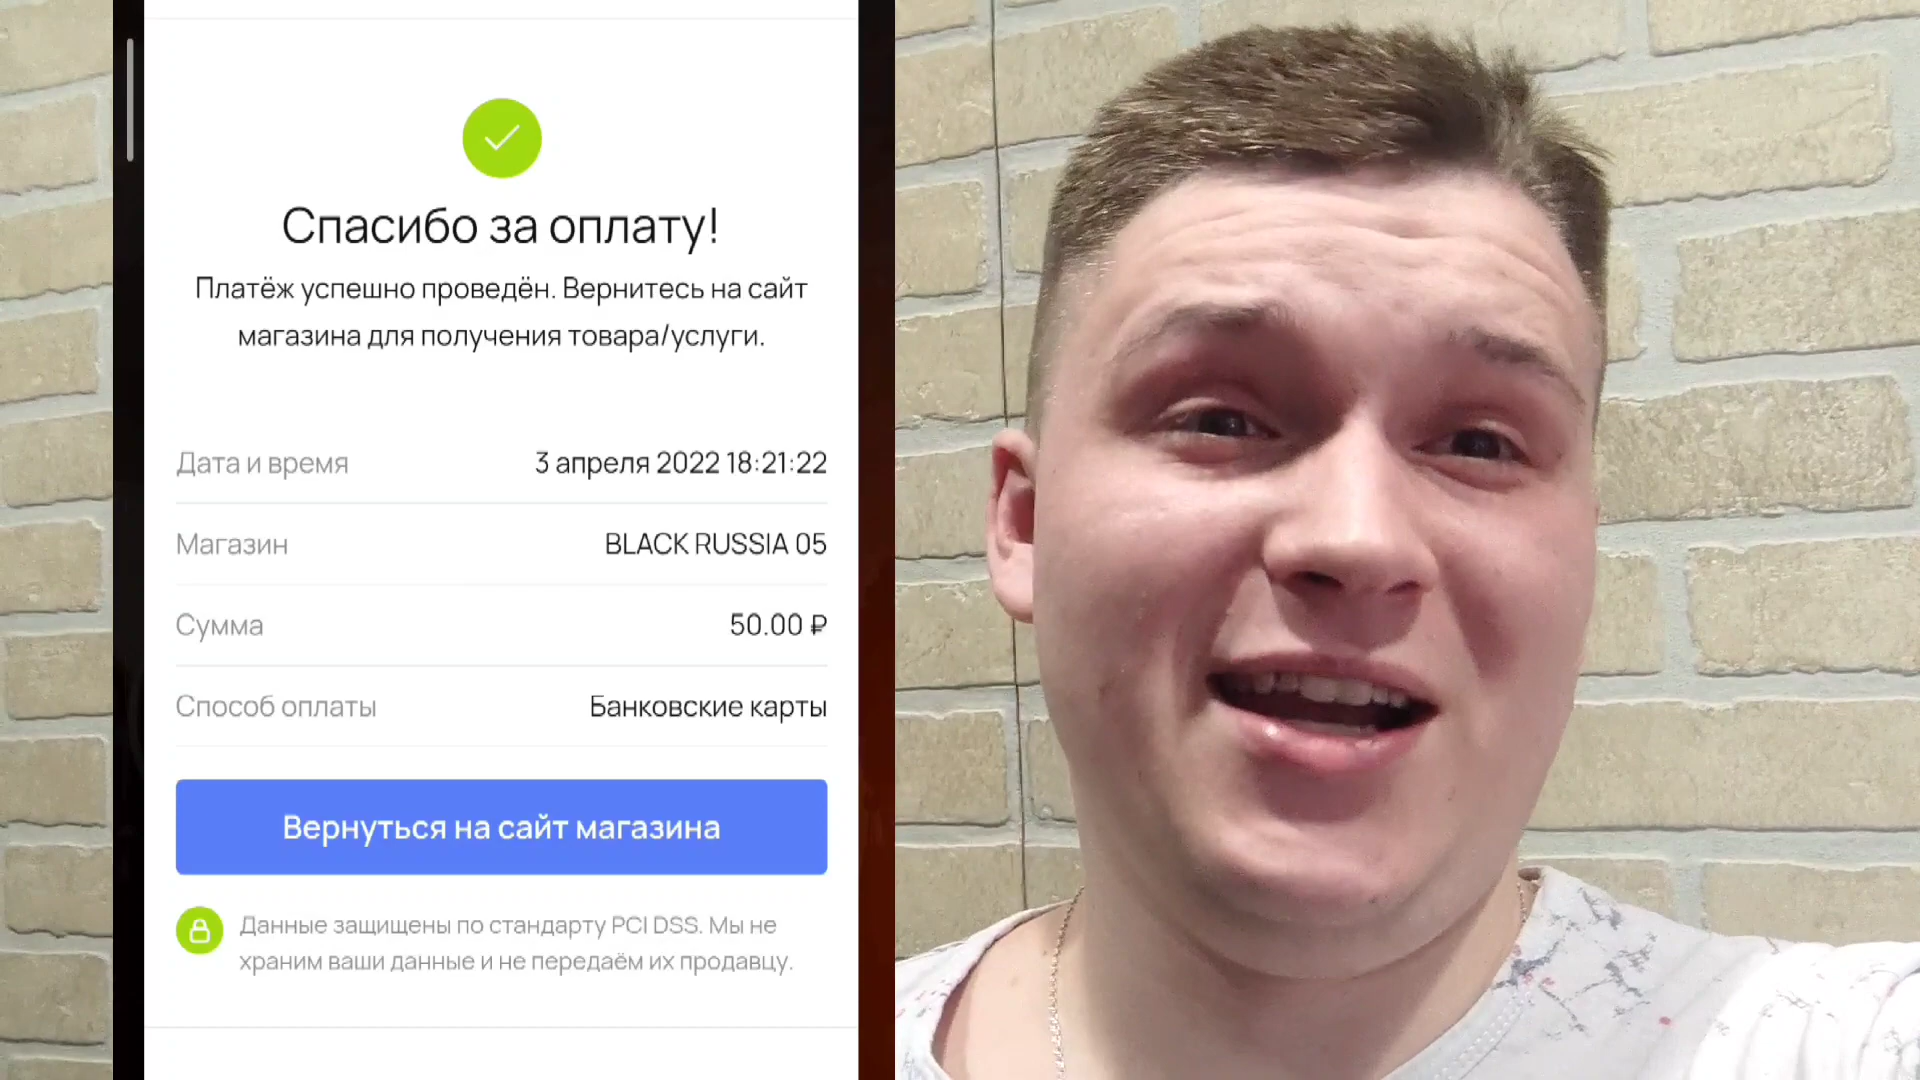 Спасибо за оплату!
Платёж успешно проведён. Вернитесь на сайт
магазина для получения товара/услуги.
Дата и время 3 апреля 2022 18:21:22
Магазин BLACK RUSSIA 05
Сумма 50.00 ₽
Способ оплаты Банковские карты
Вернуться на сайт магазина
Данные защищены по стандарту PCI DSS. Мы не
храним ваши данные и не передаём их продавцу.